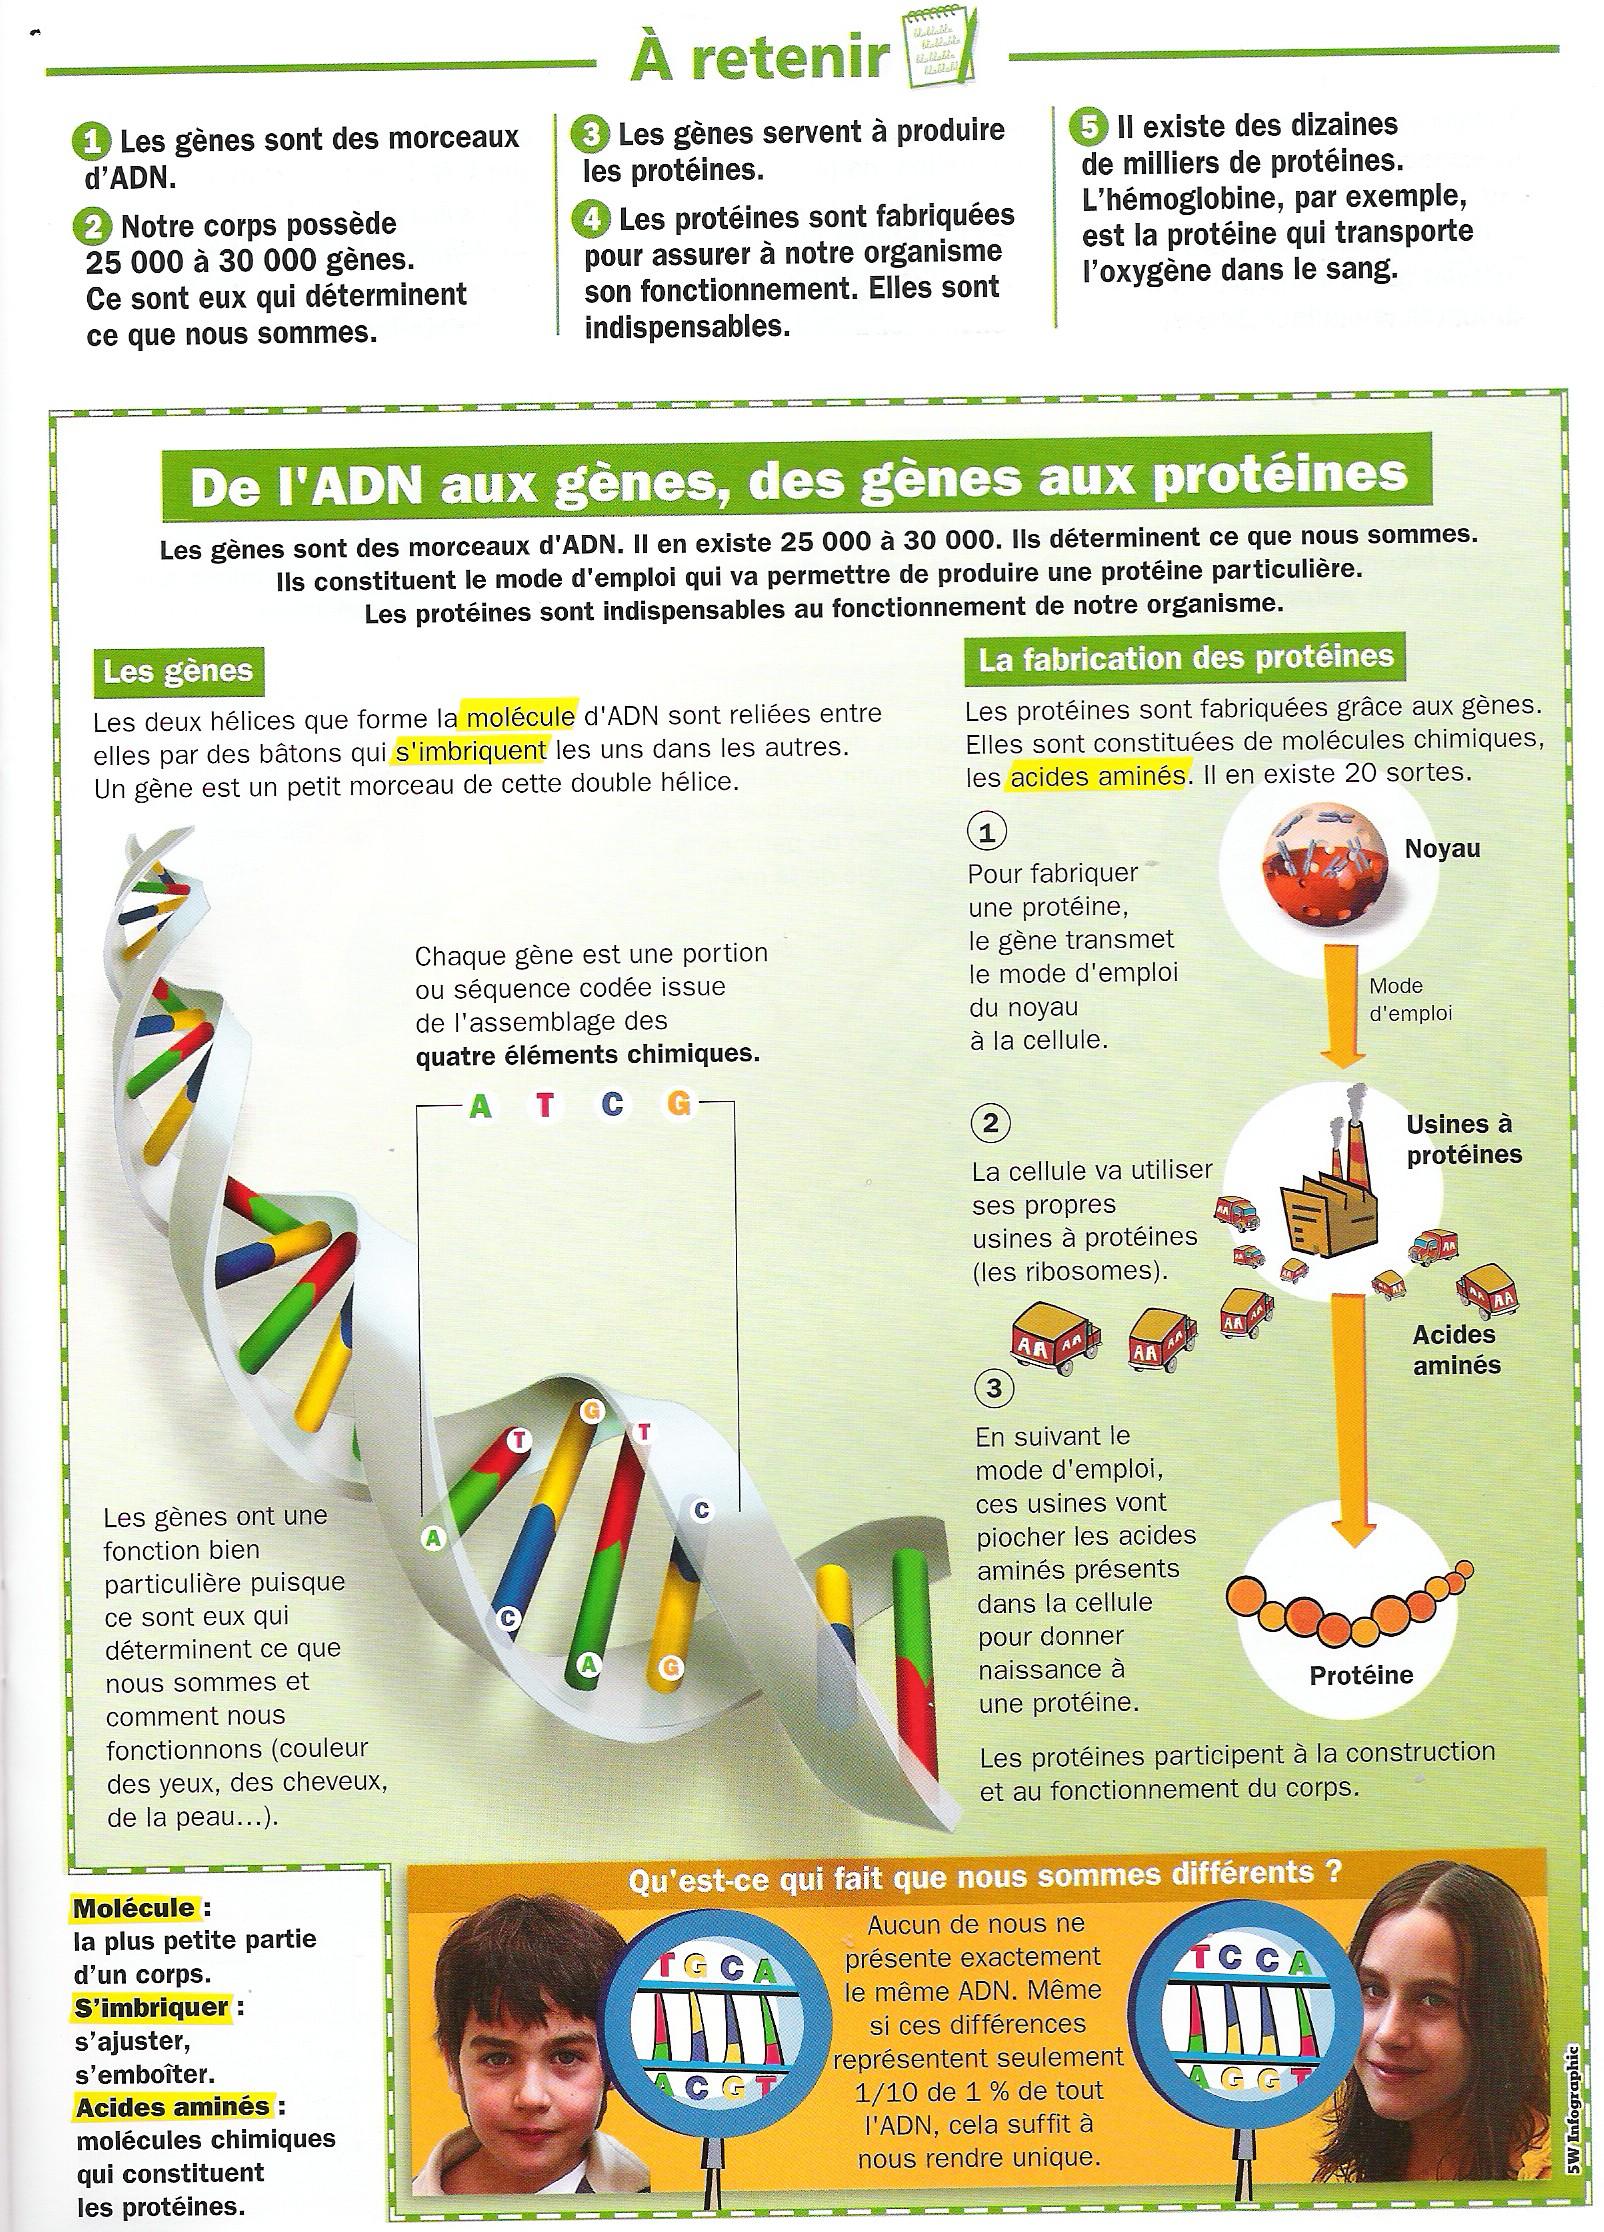 À retenir
1 Les gènes sont des morceaux
d'ADN.
2 Notre corps possède
25 000 à 30 000 gènes.
Ce sont eux qui déterminent
ce que nous sommes.
3 Les gènes servent à produire
les protéines.
4 Les protéines sont fabriquées
pour assurer à notre organisme
son fonctionnement. Elles sont
indispensables.
5 Il existe des dizaines
de milliers de protéines.
L'hémoglobine, par exemple,
est la protéine qui transporte
l'oxygène dans le sang.
De l'ADN aux gènes, des gènes aux protéines
Les gènes sont des morceaux d'ADN. Il en existe 25 000 à 30 000. Ils déterminent ce que nous sommes.
Ils constituent le mode d'emploi qui va permettre de produire une protéine particulière.
Les protéines sont indispensables au fonctionnement de notre organisme.
Les gènes
Les deux hélices que forme la molécule d'ADN sont reliées entre
elles par des bâtons qui s'imbriquent les uns dans les autres.
Un gène est un petit morceau de cette double hélice.
Chaque gène est une portion
ou séquence codée issue
de l'assemblage des
quatre éléments chimiques.
A T C G
T G T C
A C A G
Les gènes ont une
fonction bien
particulière puisque
ce sont eux qui
déterminent ce que
nous sommes et
comment nous
fonctionnons (couleur
des yeux, des cheveux,
de la peau...).
La fabrication des protéines
Les protéines sont fabriquées grâce aux gènes.
Elles sont constituées de molécules chimiques,
les acides aminés. Il en existe 20 sortes.
1
Pour fabriquer
une protéine,
le gène transmet
le mode d'emploi
du noyau
à la cellule.
Noyau
Mode
d'emploi
2
La cellule va utiliser
ses propres
usines à protéines
(les ribosomes).
Usines à
protéines
AA
AA
AA
AA AA
AA AA
AA AA
AA AA
Acides
aminés
3
En suivant le
mode d'emploi,
ces usines vont
piocher les acides
aminés présents
dans la cellule
pour donner
naissance à
une protéine.
Protéine
Les protéines participent à la construction
et au fonctionnement du corps.
Molécule :
la plus petite partie
d'un corps.
S'imbriquer :
s'ajuster,
s'emboîter.
Acides aminés :
molécules chimiques
qui constituent
les protéines.
Qu'est-ce qui fait que nous sommes différents ?
T G C A
A C G T
Aucun de nous ne
présente exactement
le même ADN. Même
si ces différences
représentent seulement
1/10 de 1 % de tout
l'ADN, cela suffit à
nous rendre unique.
T C C A
A G G T
5W Infographic